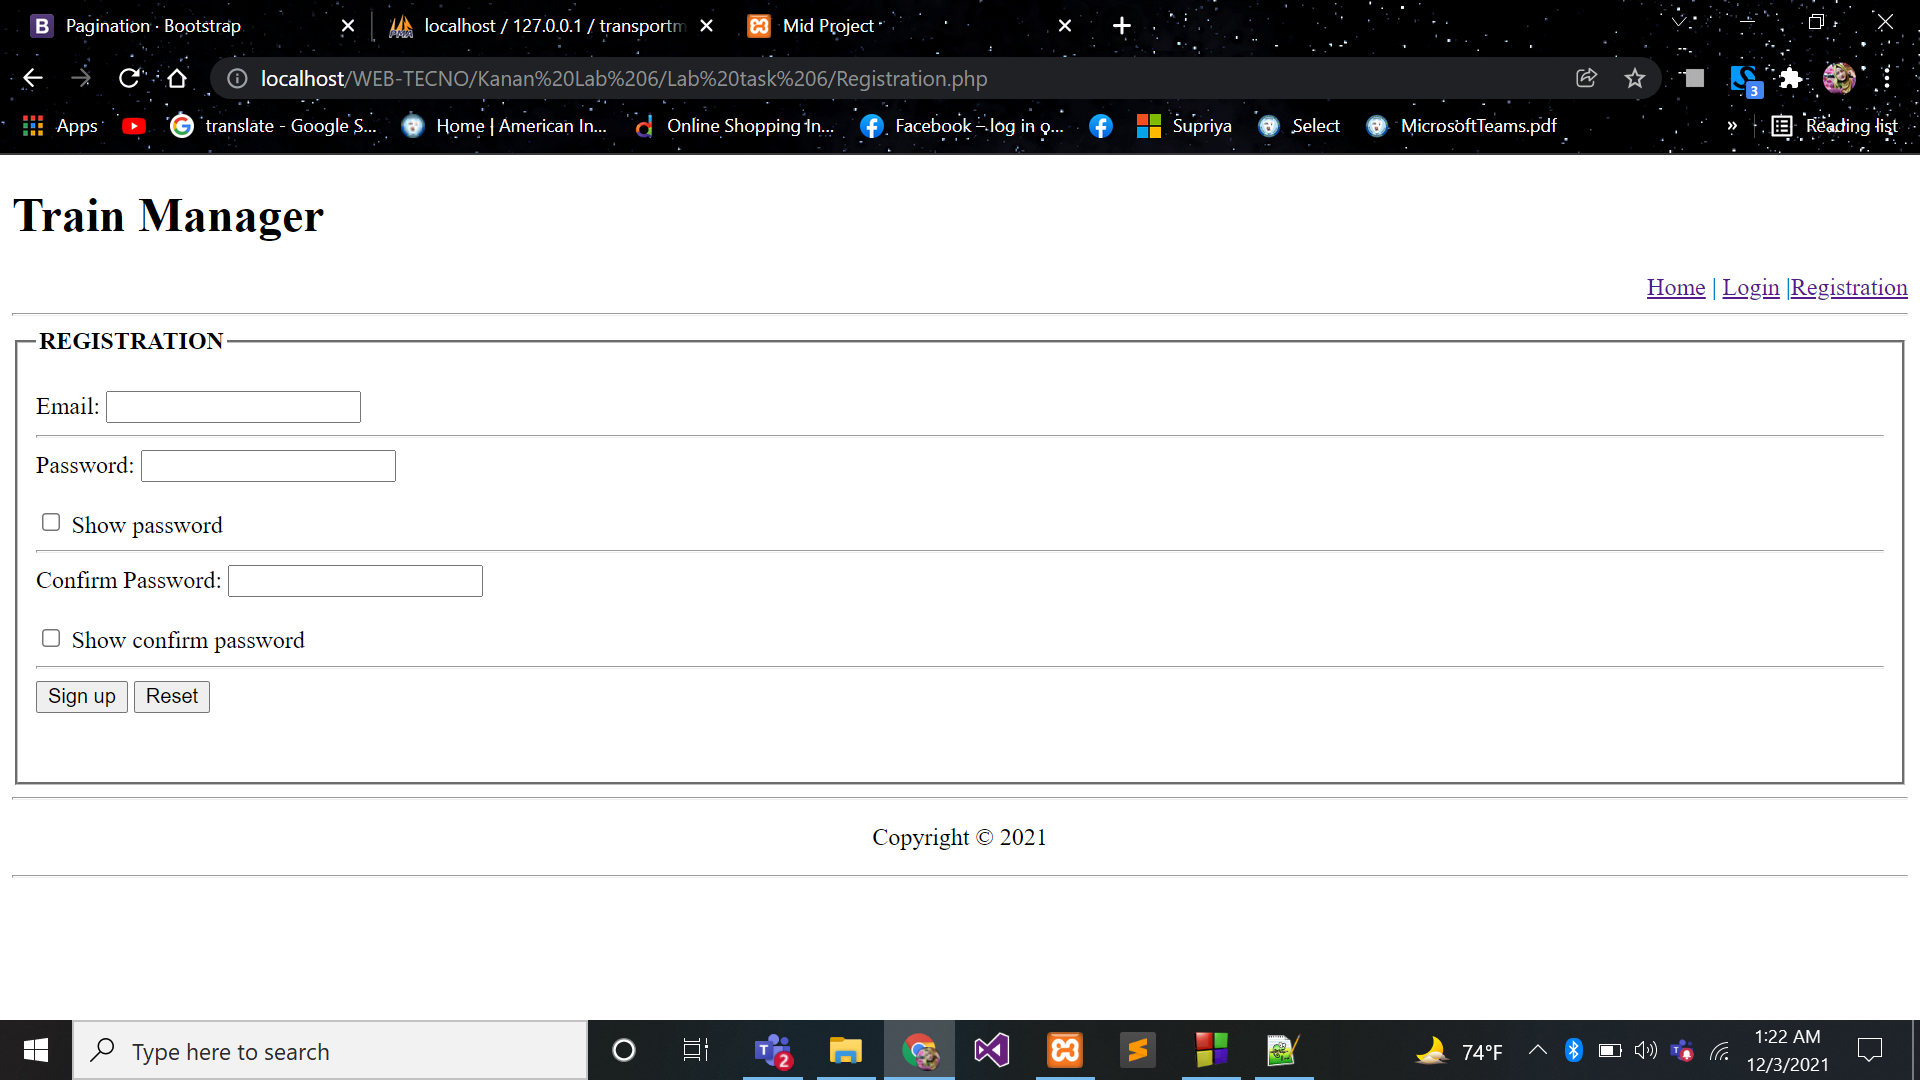 Pagination · Bootstrap
localhost / 127.0.0.1 / transportm
Mid Project
localhost/WEB-TECNO/Kanan%20Lab%206/Lab%20task%206/Registration.php
3
Apps
translate - Google S...
Home | American In...
Online Shopping In...
Facebook – log in o...
Supriya
Select
MicrosoftTeams.pdf
»
Reading list
Train Manager
Home | Login |Registration
REGISTRATION
Email:
Password:
Show password
Confirm Password:
Show confirm password
Sign up Reset
Copyright © 2021
Type here to search
2
74°F
1:22 AM
12/3/2021